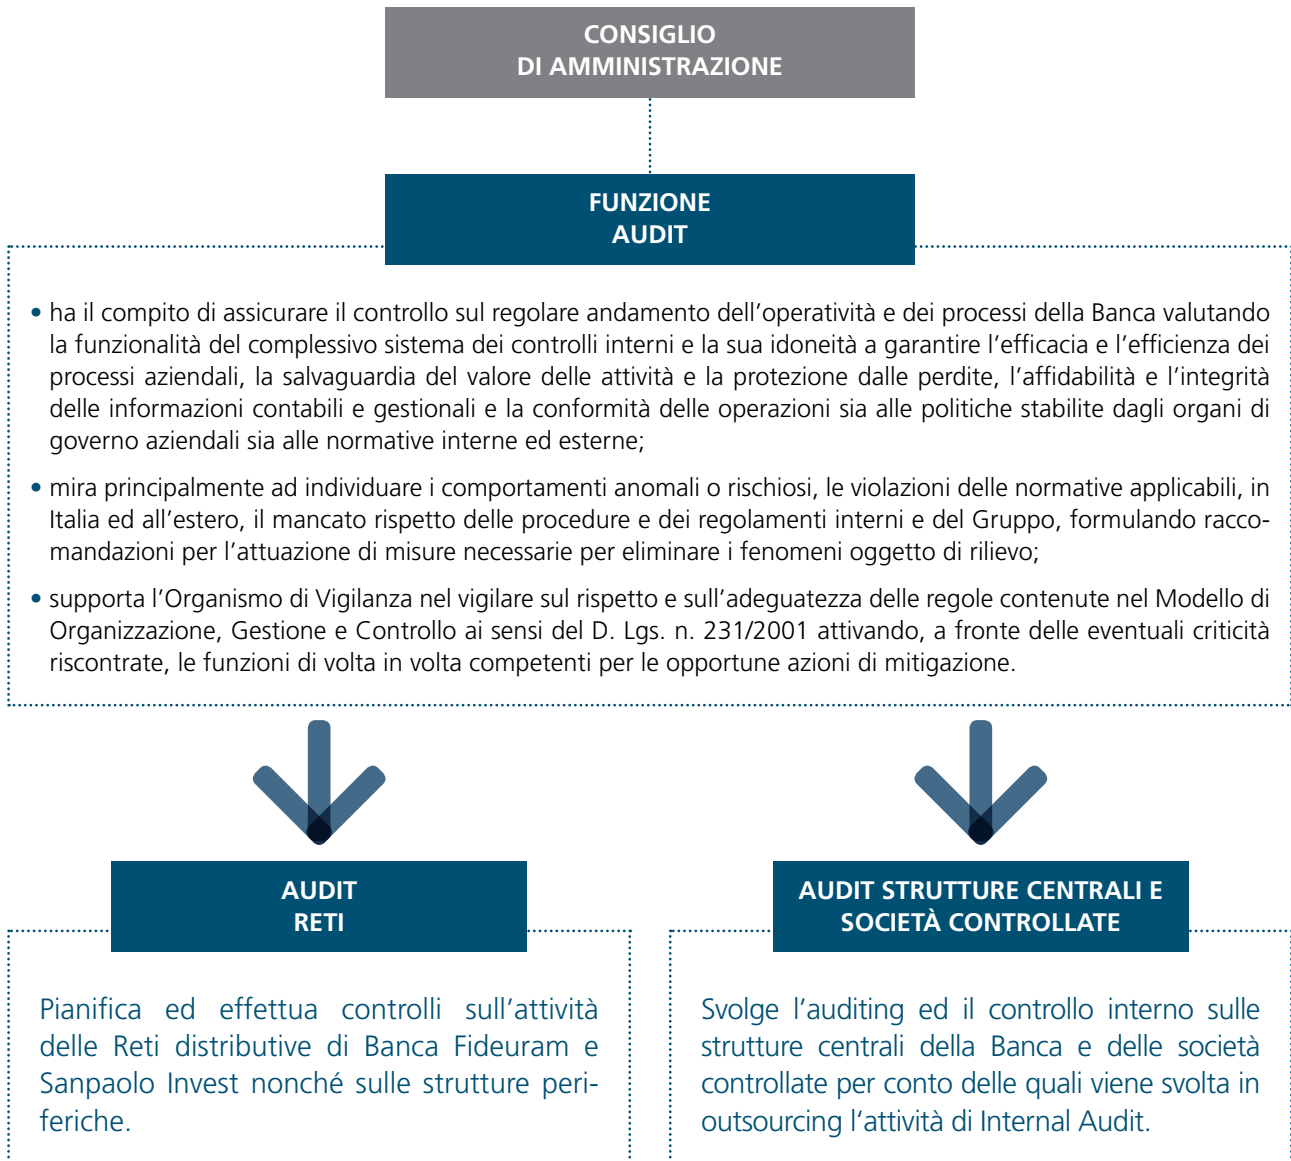 CONSIGLIO
DI AMMINISTRAZIONE
FUNZIONE
AUDIT
• ha il compito di assicurare il controllo sul regolare andamento dell'operatività e dei processi della Banca valutando
la funzionalità del complessivo sistema dei controlli interni e la sua idoneità a garantire l'efficacia e l'efficienza dei
processi aziendali, la salvaguardia del valore delle attività e la protezione dalle perdite, l'affidabilità e l'integrità
delle informazioni contabili e gestionali e la conformità delle operazioni sia alle politiche stabilite dagli organi di
governo aziendali sia alle normative interne ed esterne;
• mira principalmente ad individuare i comportamenti anomali o rischiosi, le violazioni delle normative applicabili, in
Italia ed all'estero, il mancato rispetto delle procedure e dei regolamenti interni e del Gruppo, formulando racco-
mandazioni per l'attuazione di misure necessarie per eliminare i fenomeni oggetto di rilievo;
• supporta l'Organismo di Vigilanza nel vigilare sul rispetto e sull'adeguatezza delle regole contenute nel Modello di
Organizzazione, Gestione e Controllo ai sensi del D. Lgs. n. 231/2001 attivando, a fronte delle eventuali criticità
riscontrate, le funzioni di volta in volta competenti per le opportune azioni di mitigazione.
AUDIT
RETI
Pianifica ed effettua controlli sull'attività
delle Reti distributive di Banca Fideuram e
Sanpaolo Invest nonché sulle strutture peri-
feriche.
AUDIT STRUTTURE CENTRALI E
SOCIETÀ CONTROLLATE
Svolge l'auditing ed il controllo interno sulle
strutture centrali della Banca e delle società
controllate per conto delle quali viene svolta in
outsourcing l'attività di Internal Audit.